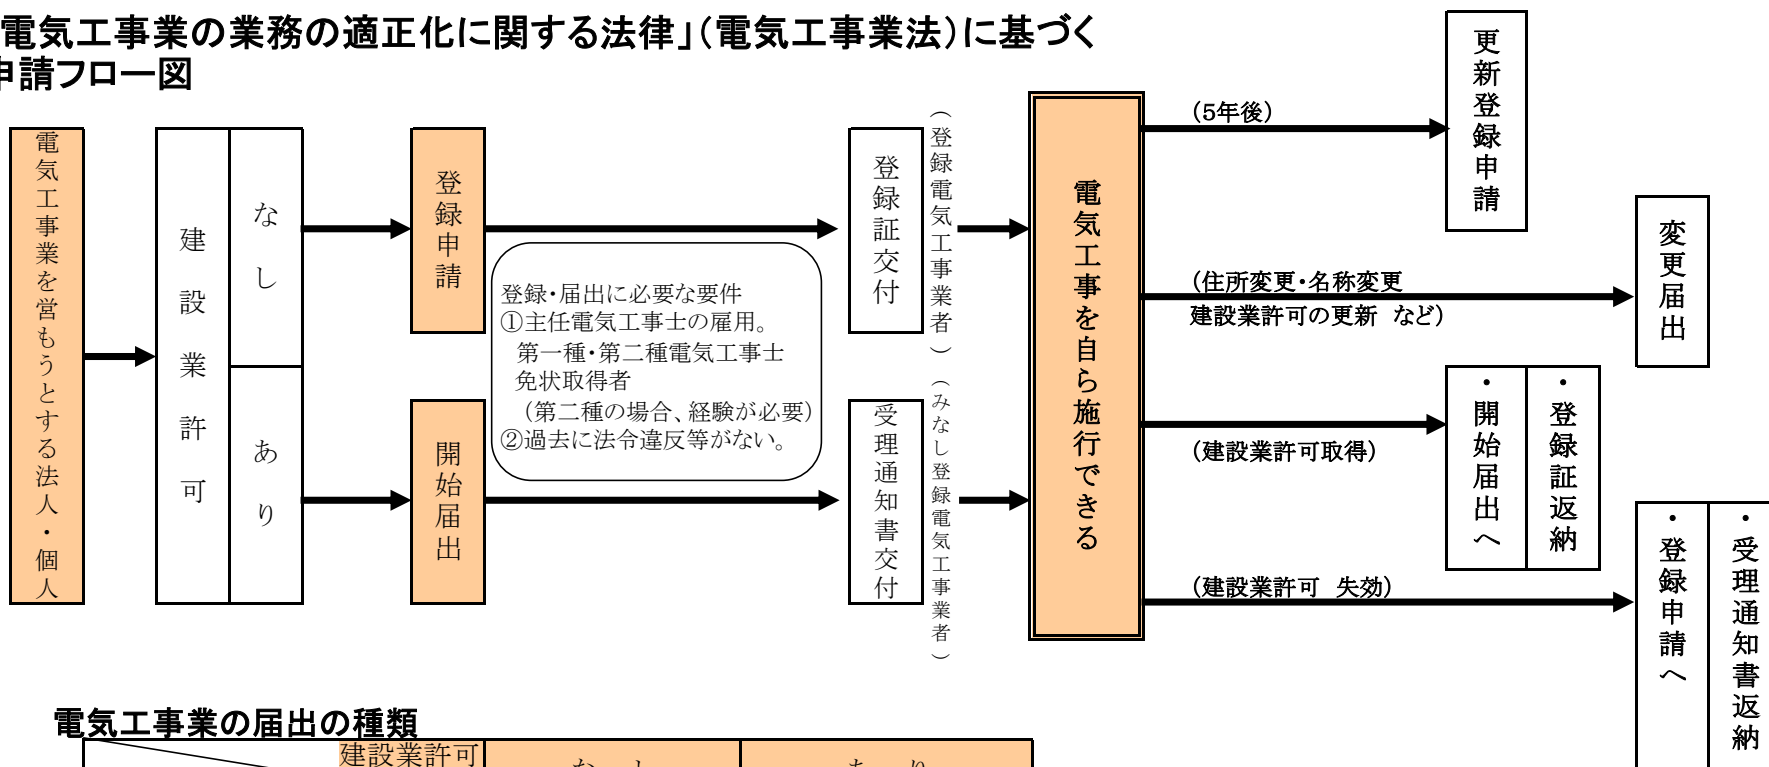 電気工事業の業務の適正化に関する法律」（電気工事業法）に基づく
申請フロー図
電気工事業を営もうとする法人・個人
建設業許可
なし
あり
登録申請
開始届出
登録・届出に必要な要件
①主任電気工事士の雇用。
第一種・第二種電気工事士
免状取得者
（第二種の場合、経験が必要）
②過去に法令違反等がない。
登録証交付
（登録電気工事業者）
受理通知書交付
（みなし登録電気工事業者）
電気工事を自ら施行できる
（5年後）
更新登録申請
（住所変更・名称変更
建設業許可の更新　など）
変更届出
（建設業許可取得）
・開始届出へ
・登録証返納
（建設業許可　失効）
・登録申請へ
・受理通知書返納
電気工事業の届出の種類
建設業許可
なし
あり